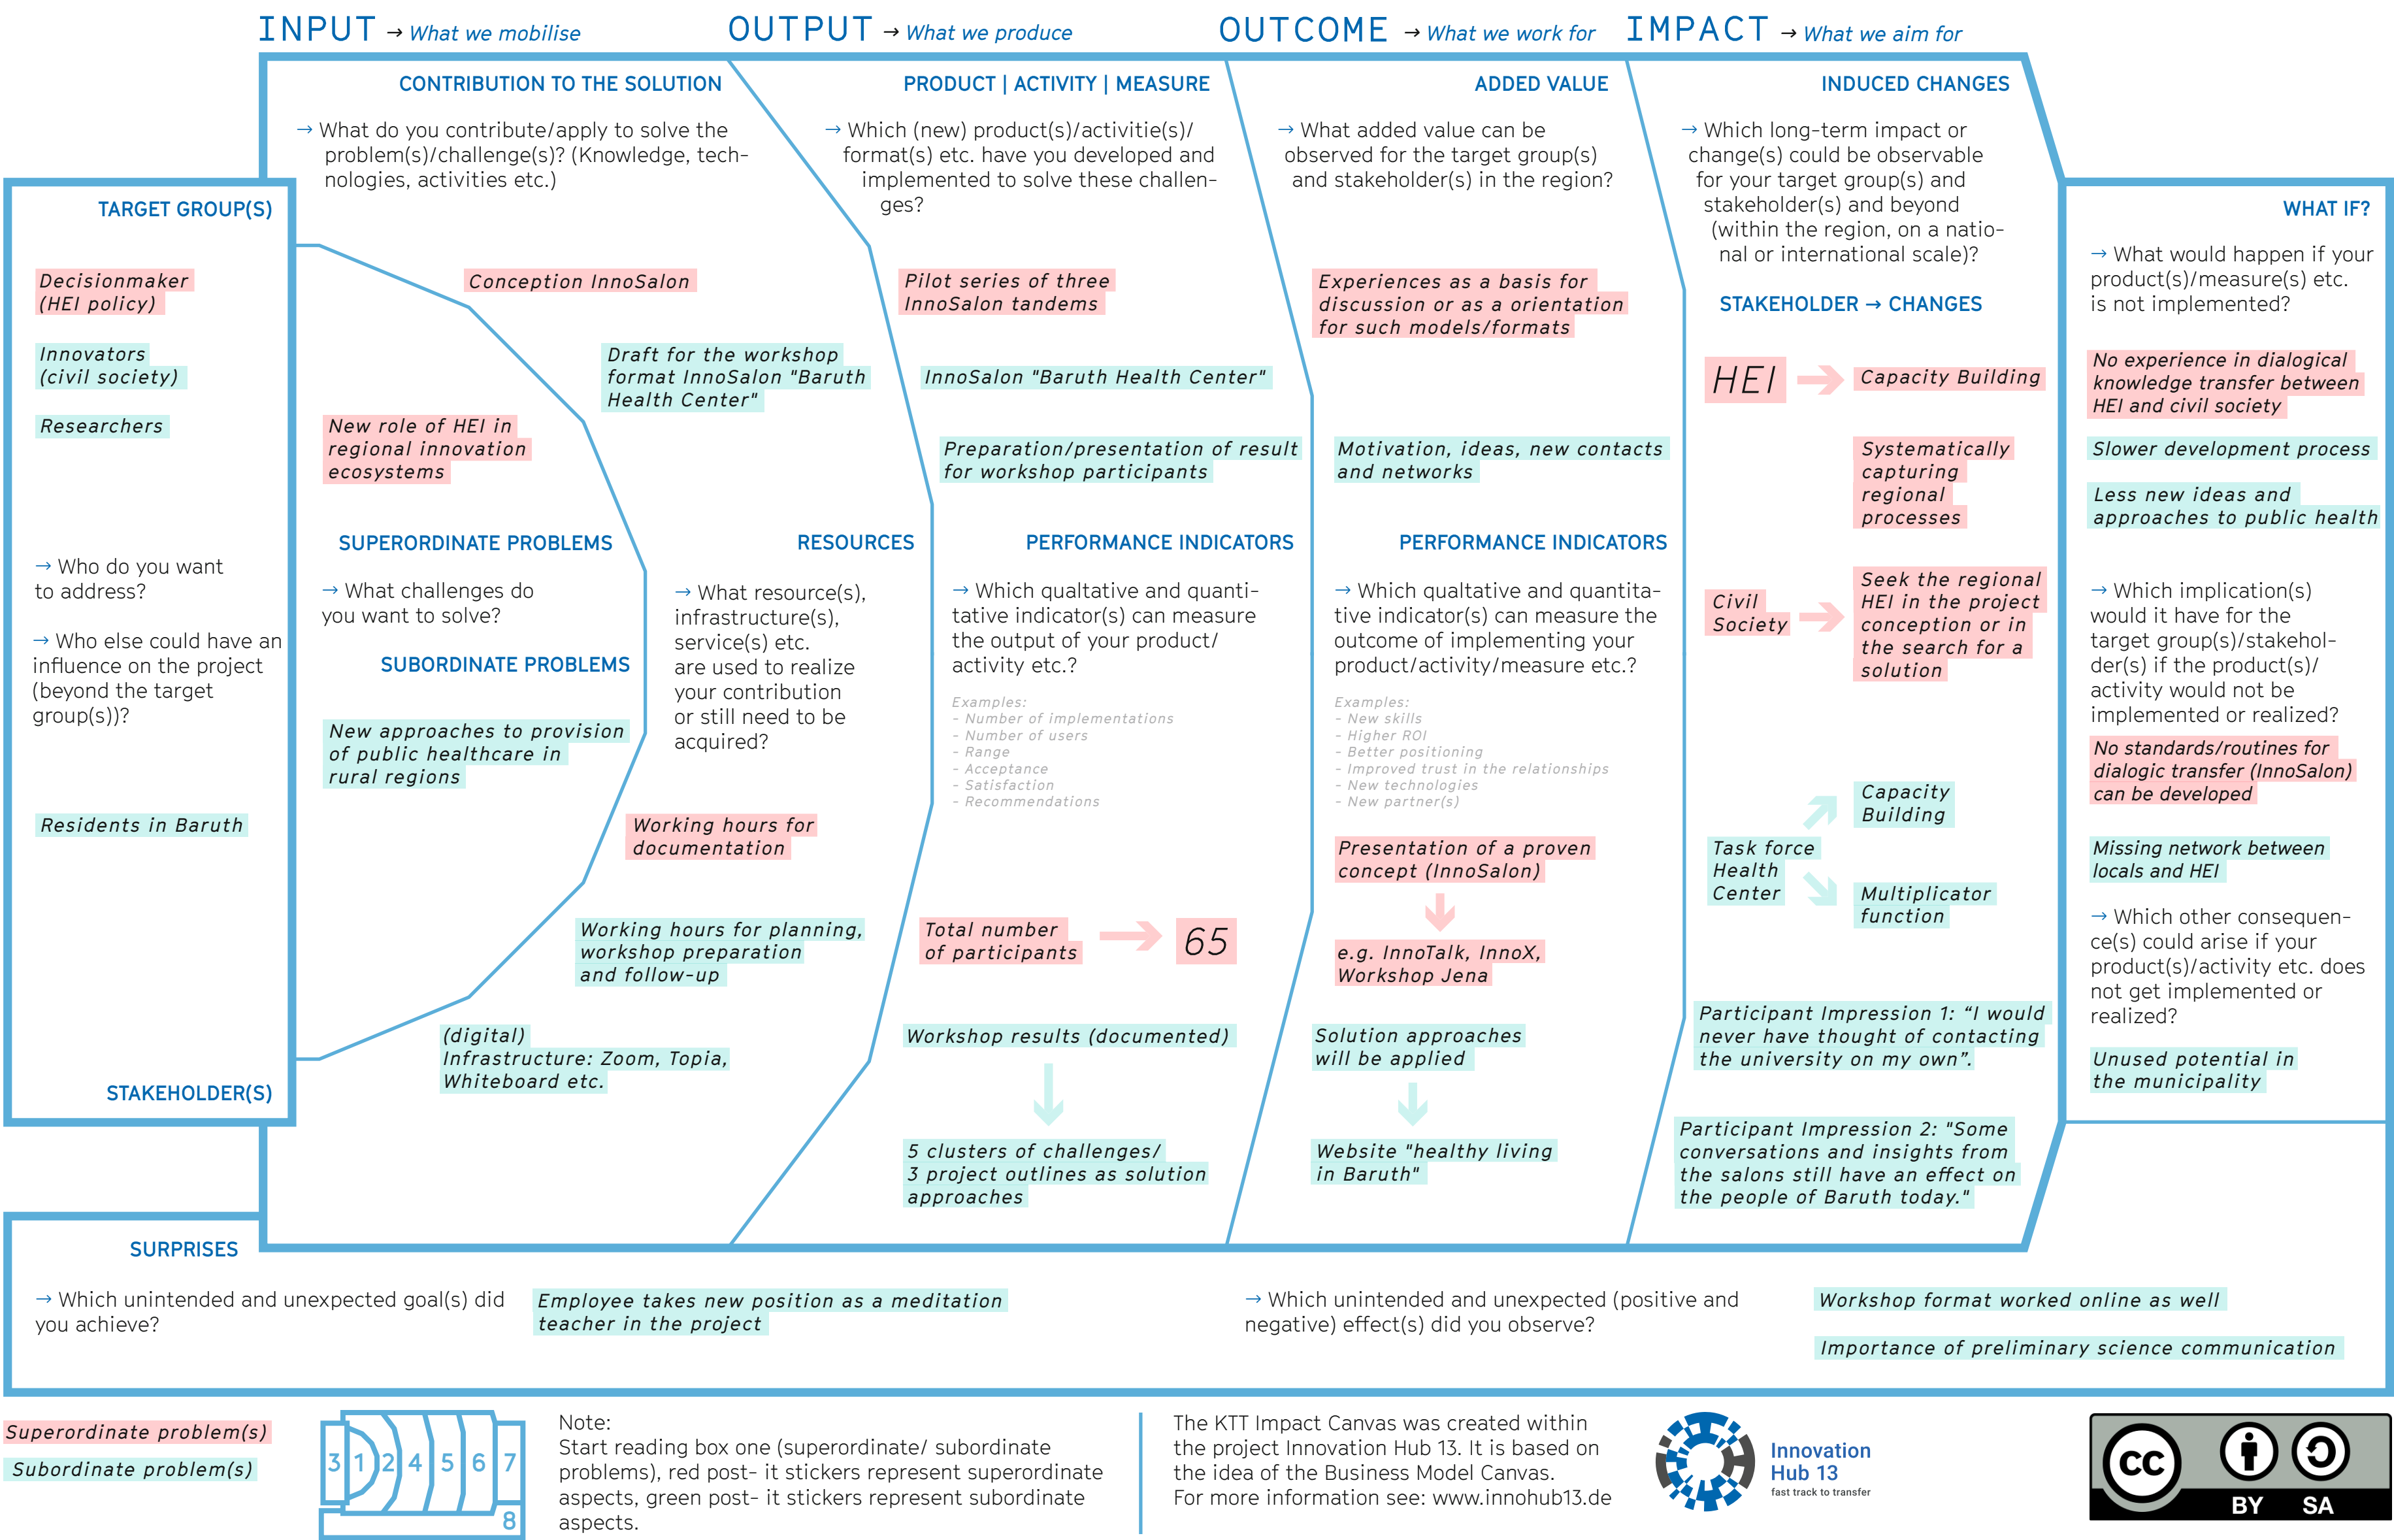 INPUT → What we mobilise
OUTPUT → What we produce
OUTCOME → What we work for
IMPACT → What we aim for
TARGET GROUP(S)
Decisionmaker
(HEI policy)
Innovators
(civil society)
Researchers
→ Who do you want
to address?
→ Who else could have an
influence on the project
(beyond the target
group(s))?
Residents in Baruth
STAKEHOLDER(S)
CONTRIBUTION TO THE SOLUTION
→ What do you contribute/apply to solve the
problem(s)/challenge(s)? (Knowledge, tech-
nologies, activities etc.)
Conception InnoSalon
Draft for the workshop
format InnoSalon "Baruth
Health Center"
New role of HEI in
regional innovation
ecosystems
SUPERORDINATE PROBLEMS
→ What challenges do
you want to solve?
SUBORDINATE PROBLEMS
New approaches to provision
of public healthcare in
rural regions
RESOURCES
→ What resource(s),
infrastructure(s),
service(s) etc.
are used to realize
your contribution
or still need to be
acquired?
Working hours for
documentation
Working hours for planning,
workshop preparation
and follow-up
(digital)
Infrastructure: Zoom, Topia,
Whiteboard etc.
PRODUCT | ACTIVITY | MEASURE
→ Which (new) product(s)/activitie(s)/
format(s) etc. have you developed and
implemented to solve these challen-
ges?
Pilot series of three
InnoSalon tandems
InnoSalon "Baruth Health Center"
Preparation/presentation of result
for workshop participants
PERFORMANCE INDICATORS
→ Which qualtative and quanti-
tative indicator(s) can measure
the output of your product/
activity etc.?
Examples:
- Number of implementations
- Number of users
- Range
- Acceptance
- Satisfaction
- Recommendations
Total number
of participants
65
Workshop results (documented)
5 clusters of challenges/
3 project outlines as solution
approaches
ADDED VALUE
→ What added value can be
observed for the target group(s)
and stakeholder(s) in the region?
Experiences as a basis for
discussion or as a orientation
for such models/formats
Motivation, ideas, new contacts
and networks
PERFORMANCE INDICATORS
→ Which qualtative and quantita-
tive indicator(s) can measure the
outcome of implementing your
product/activity/measure etc.?
Examples:
- New skills
- Higher ROI
- Better positioning
- Improved trust in the relationships
- New technologies
- New partner(s)
Presentation of a proven
concept (InnoSalon)
e.g. InnoTalk, InnoX,
Workshop Jena
Solution approaches
will be applied
Website "healthy living
in Baruth"
INDUCED CHANGES
→ Which long-term impact or
change(s) could be observable
for your target group(s) and
stakeholder(s) and beyond
(within the region, on a natio-
nal or international scale)?
STAKEHOLDER → CHANGES
HEI
Capacity Building
Systematically
capturing
regional
processes
Civil
Society
Seek the regional
HEI in the project
conception or in
the search for a
solution
Task force
Health
Center
Capacity
Building
Multiplicator
function
Participant Impression 1: “I would
never have thought of contacting
the university on my own”.
Participant Impression 2: "Some
conversations and insights from
the salons still have an effect on
the people of Baruth today."
WHAT IF?
→ What would happen if your
product(s)/measure(s) etc.
is not implemented?
No experience in dialogical
knowledge transfer between
HEI and civil society
Slower development process
Less new ideas and
approaches to public health
→ Which implication(s)
would it have for the
target group(s)/stakehol-
der(s) if the product(s)/
activity would not be
implemented or realized?
No standards/routines for
dialogic transfer (InnoSalon)
can be developed
Missing network between
locals and HEI
→ Which other consequen-
ce(s) could arise if your
product(s)/activity etc. does
not get implemented or
realized?
Unused potential in
the municipality
SURPRISES
→ Which unintended and unexpected goal(s) did
you achieve?
Employee takes new position as a meditation
teacher in the project
→ Which unintended and unexpected (positive and
negative) effect(s) did you observe?
Workshop format worked online as well
Importance of preliminary science communication
Superordinate problem(s)
Subordinate problem(s)
3 1 2 4 5 6 7
8
Note:
Start reading box one (superordinate/ subordinate
problems), red post- it stickers represent superordinate
aspects, green post- it stickers represent subordinate
aspects.
The KTT Impact Canvas was created within
the project Innovation Hub 13. It is based on
the idea of the Business Model Canvas.
For more information see: www.innohub13.de
Innovation
Hub 13
fast track to transfer
cc
BY SA